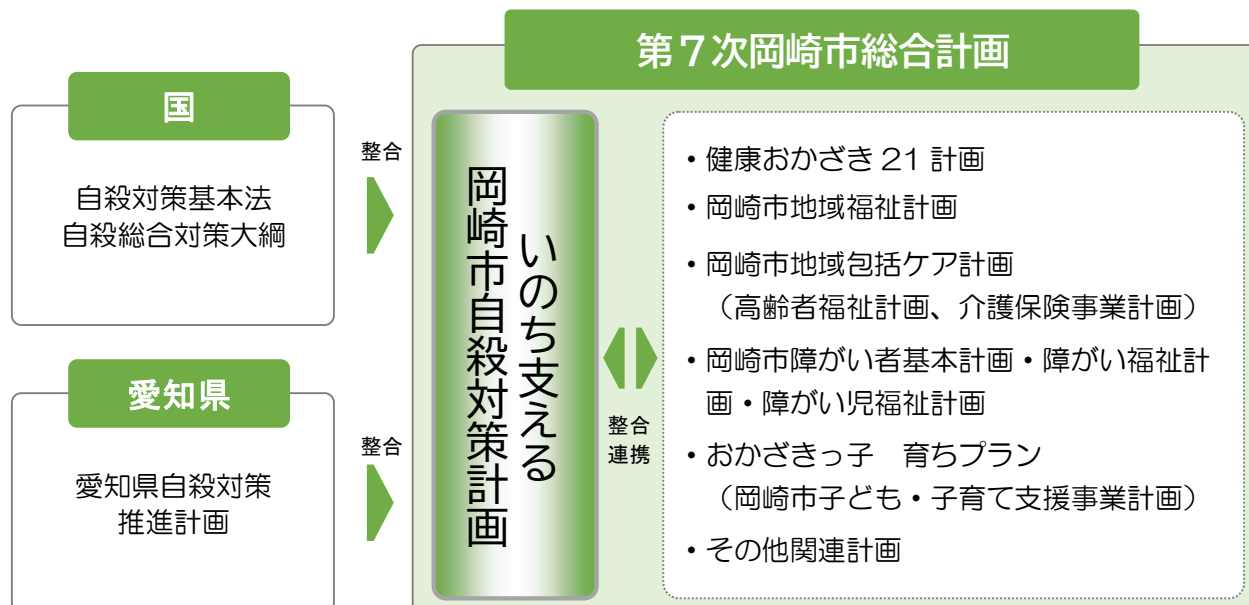 第７次岡崎市総合計画
国
自殺対策基本法
自殺総合対策大綱
整合
愛知県
愛知県自殺対策
推進計画
整合
いのち支える
岡崎市自殺対策計画
整合
連携
・健康おかざき 21 計画
・岡崎市地域福祉計画
・岡崎市地域包括ケア計画
（高齢者福祉計画、介護保険事業計画）
・岡崎市障がい者基本計画・障がい福祉計
画・障がい児福祉計画
・おかざきっ子　育ちプラン
（岡崎市子ども・子育て支援事業計画）
・その他関連計画